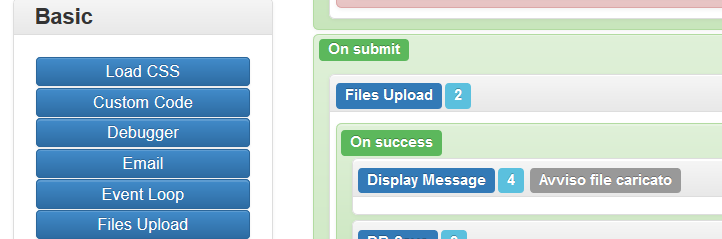 Basic
Load CSS
Custom Code
Debugger
Email
Event Loop
Files Upload
On submit
Files Upload 2
On success
Display Message 4 Avviso file caricato